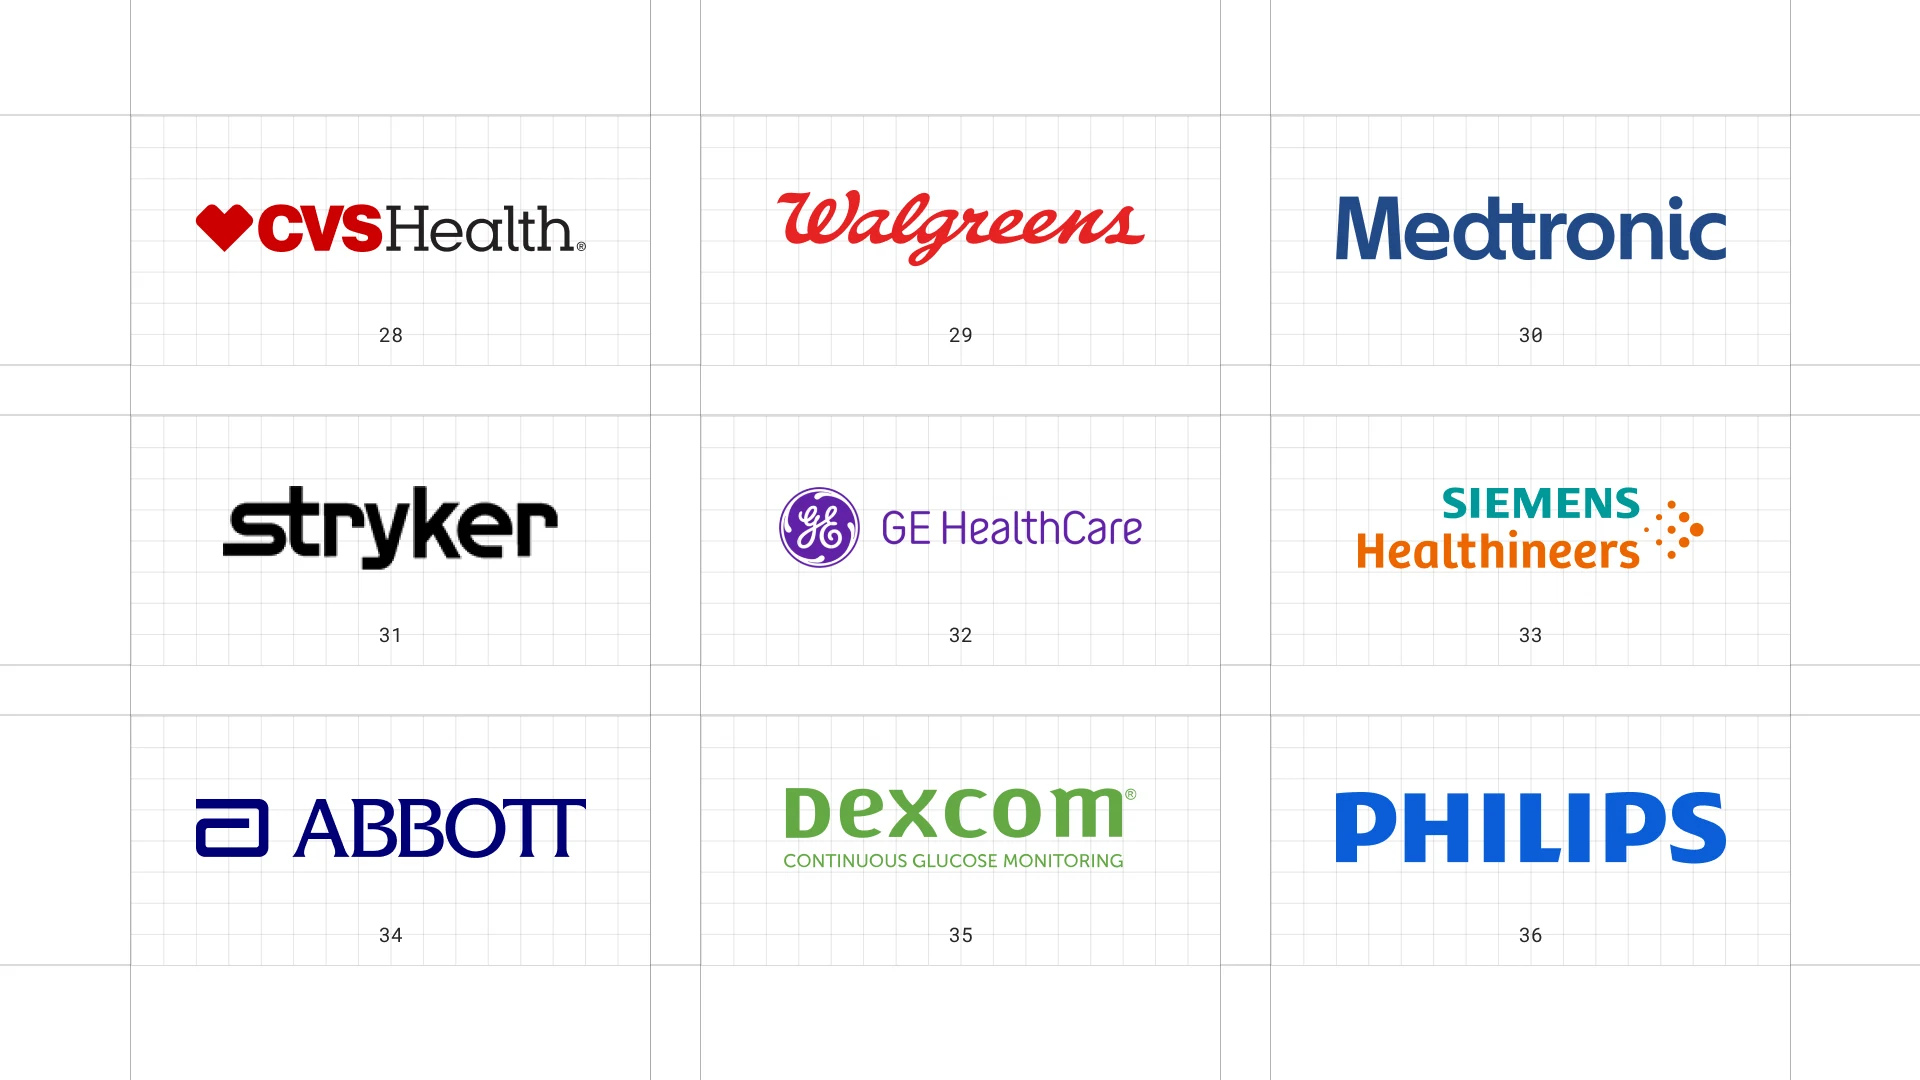 CVSHealth®
28
Walgreens
29
Medtronic
30
stryker
31
GE GE HealthCare
32
SIEMENS
Healthineers
33
a ABBOTT
34
Dexcom®
CONTINUOUS GLUCOSE MONITORING
35
PHILIPS
36